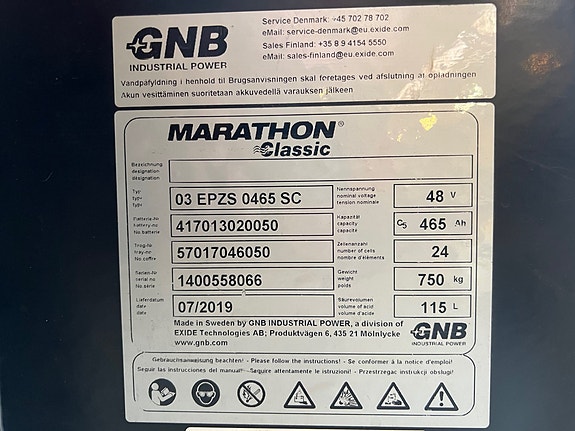 GNB
INDUSTRIAL POWER
Service Denmark: +45 702 78 702
eMail: service-denmark@eu.exide.com
Sales Finland: +35 8 9 4154 5550
eMail: sales-finland@eu.exide.com
Vandpåfyldning i henhold til Brugsanvisningen skal foretages ved afslutning af opladningen
Akun vesittäminen suoritetaan akkuvedellä varauksen jälkeen
MARATHON®
Classic
Bezeichnung
designation
désignation
Typ
type
type
03 EPZS 0465 SC
Nennspannung
nominal voltage
tension nominale
48 V
Batterie-Nr
battery-no
No.batterie
417013020050
Kapazität
capacity
capacité
C5 465 Ah
Trog-Nr
tray-no
No.coffre
57017046050
Zellenanzahl
number of cells
nombre d'éléments
24
Serien-Nr
serial no
No.série
1400558066
Gewicht
weight
poids
750 kg
Lieferdatum
date
date
07/2019
Säurevolumen
volume of acid
volume d'acide
115 L
Made in Sweden by GNB INDUSTRIAL POWER, a division of
EXIDE Technologies AB; Produktvägen 6, 435 21 Mölnlycke
www.gnb.com
GNB
INDUSTRIAL POWER
Gebrauchsanweisung beachten! - Please follow the instructions! - Se conformer à la notice d'emploi!
Seguir las instrucciones del manual! - Seguire attentamente le istruzioni! - Przestrzegac instrukcji obslugi!